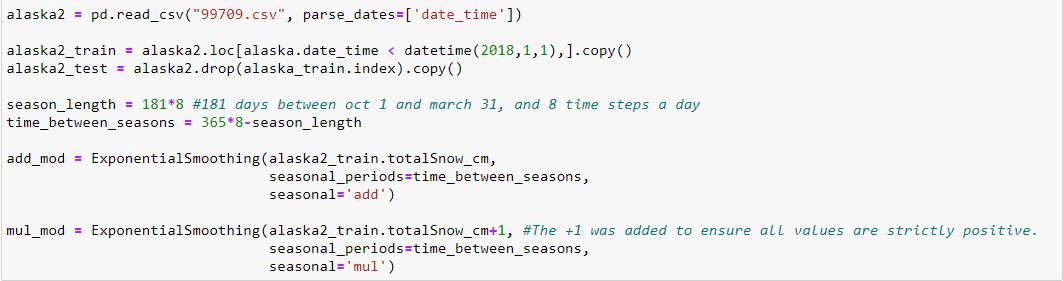 alaska2 = pd.read_csv("99709.csv", parse_dates=['date_time'])
alaska2_train = alaska2.loc[alaska.date_time < datetime(2018,1,1),].copy()
alaska2_test = alaska2.drop(alaska_train.index).copy()
season_length = 181*8 #181 days between oct 1 and march 31, and 8 time steps a day
time_between_seasons = 365*8-season_length
add_mod = ExponentialSmoothing(alaska2_train.totalSnow_cm,
seasonal_periods=time_between_seasons,
seasonal='add')
mul_mod = ExponentialSmoothing(alaska2_train.totalSnow_cm+1, #The +1 was added to ensure all values are strictly positive.
seasonal_periods=time_between_seasons,
seasonal='mul')